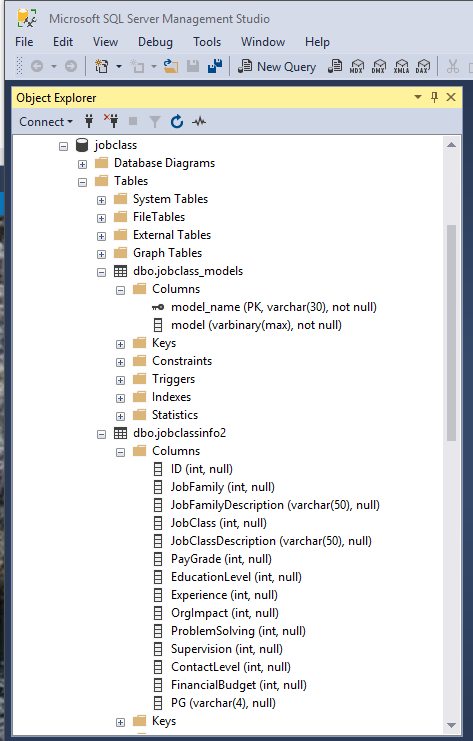 Microsoft SQL Server Management Studio
File Edit View Debug Tools Window Help
New Query MDX DMX XMLA DAX
Object Explorer
Connect
jobclass
Database Diagrams
Tables
System Tables
FileTables
External Tables
Graph Tables
dbo.jobclass_models
Columns
model_name (PK, varchar(30), not null)
model (varbinary(max), not null)
Keys
Constraints
Triggers
Indexes
Statistics
dbo.jobclassinfo2
Columns
ID (int, null)
JobFamily (int, null)
JobFamilyDescription (varchar(50), null)
JobClass (int, null)
JobClassDescription (varchar(50), null)
PayGrade (int, null)
EducationLevel (int, null)
Experience (int, null)
OrgImpact (int, null)
ProblemSolving (int, null)
Supervision (int, null)
ContactLevel (int, null)
FinancialBudget (int, null)
PG (varchar(4), null)
Keys